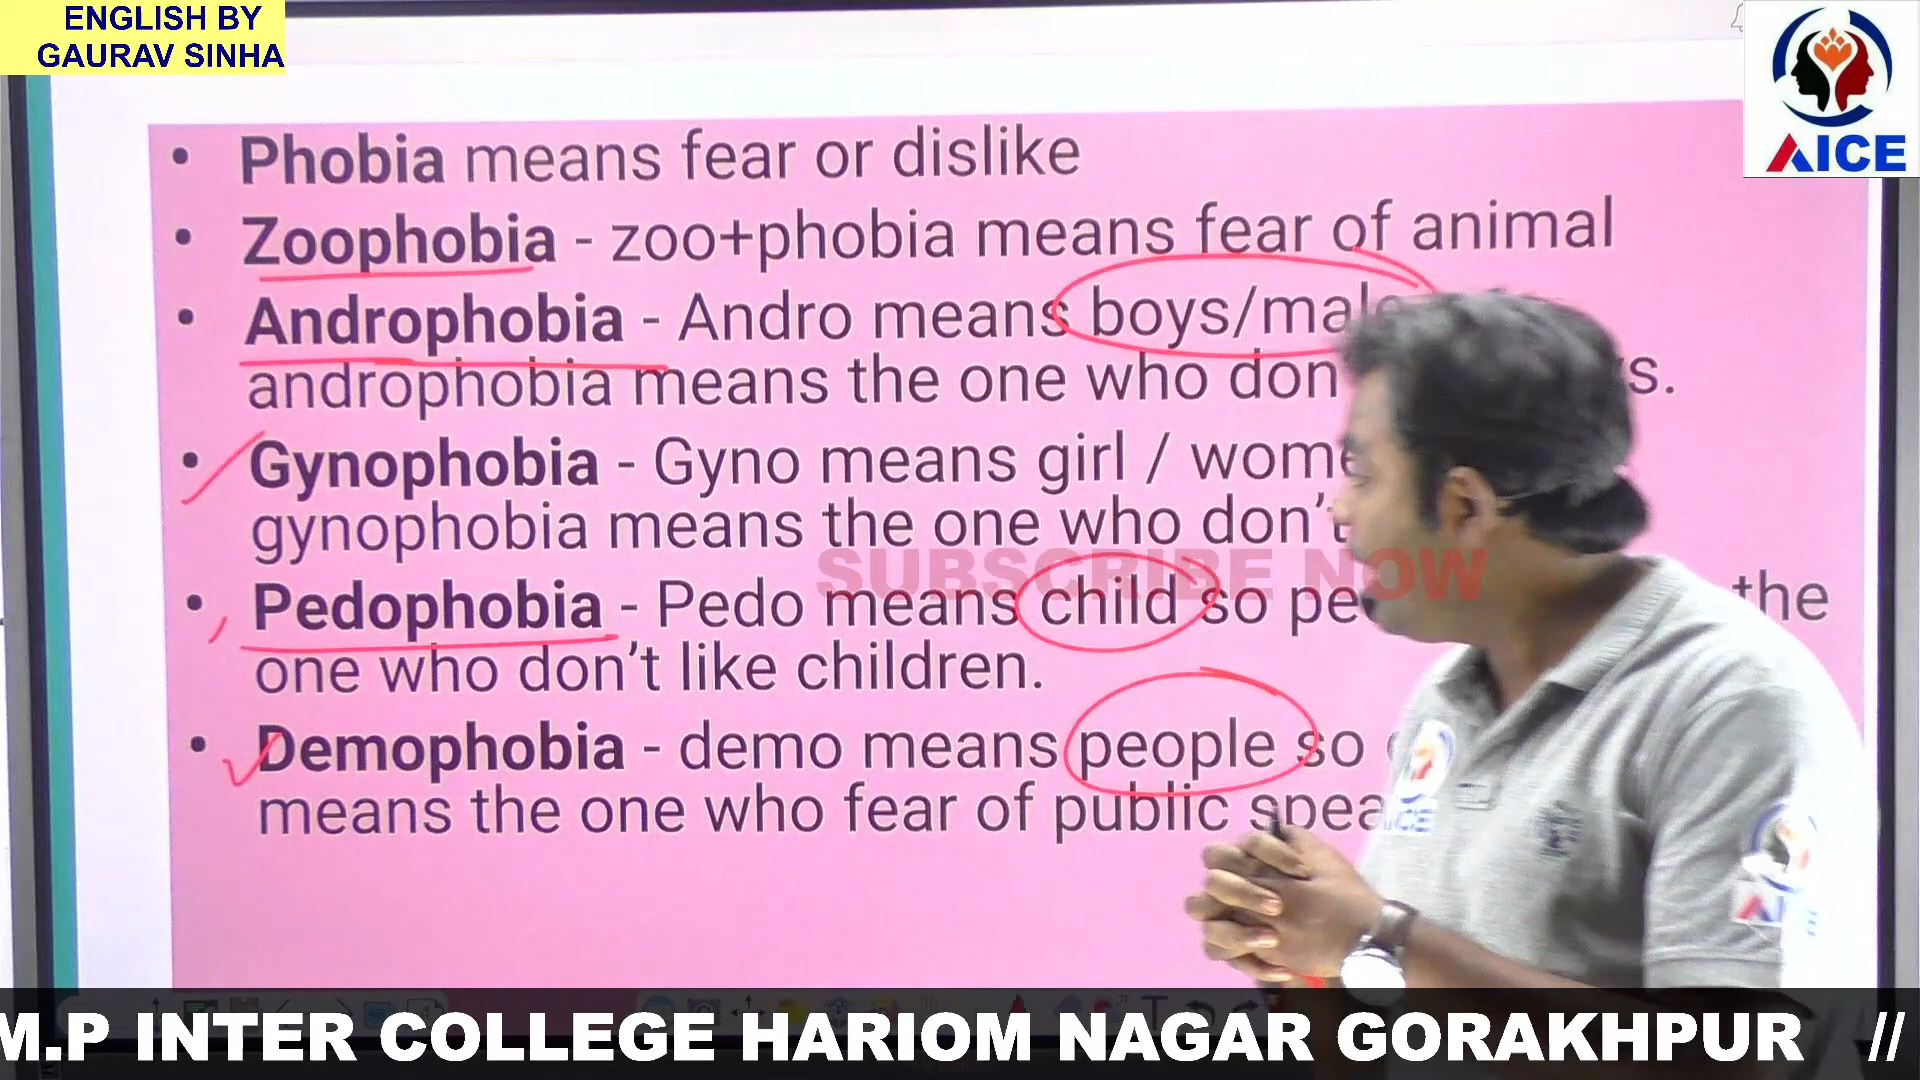 ENGLISH BY
GAURAV SINHA
AICE
• Phobia means fear or dislike
• Zoophobia - zoo+phobia means fear of animal
• Androphobia - Andro means boys/male
androphobia means the one who don
• Gynophobia - Gyno means girl / wome
gynophobia means the one who don't
SUBSCRIBE NOW
• Pedophobia - Pedo means child so pe the
one who don't like children.
• Demophobia - demo means people so
means the one who fear of public spea
M.P INTER COLLEGE HARIOM NAGAR GORAKHPUR //